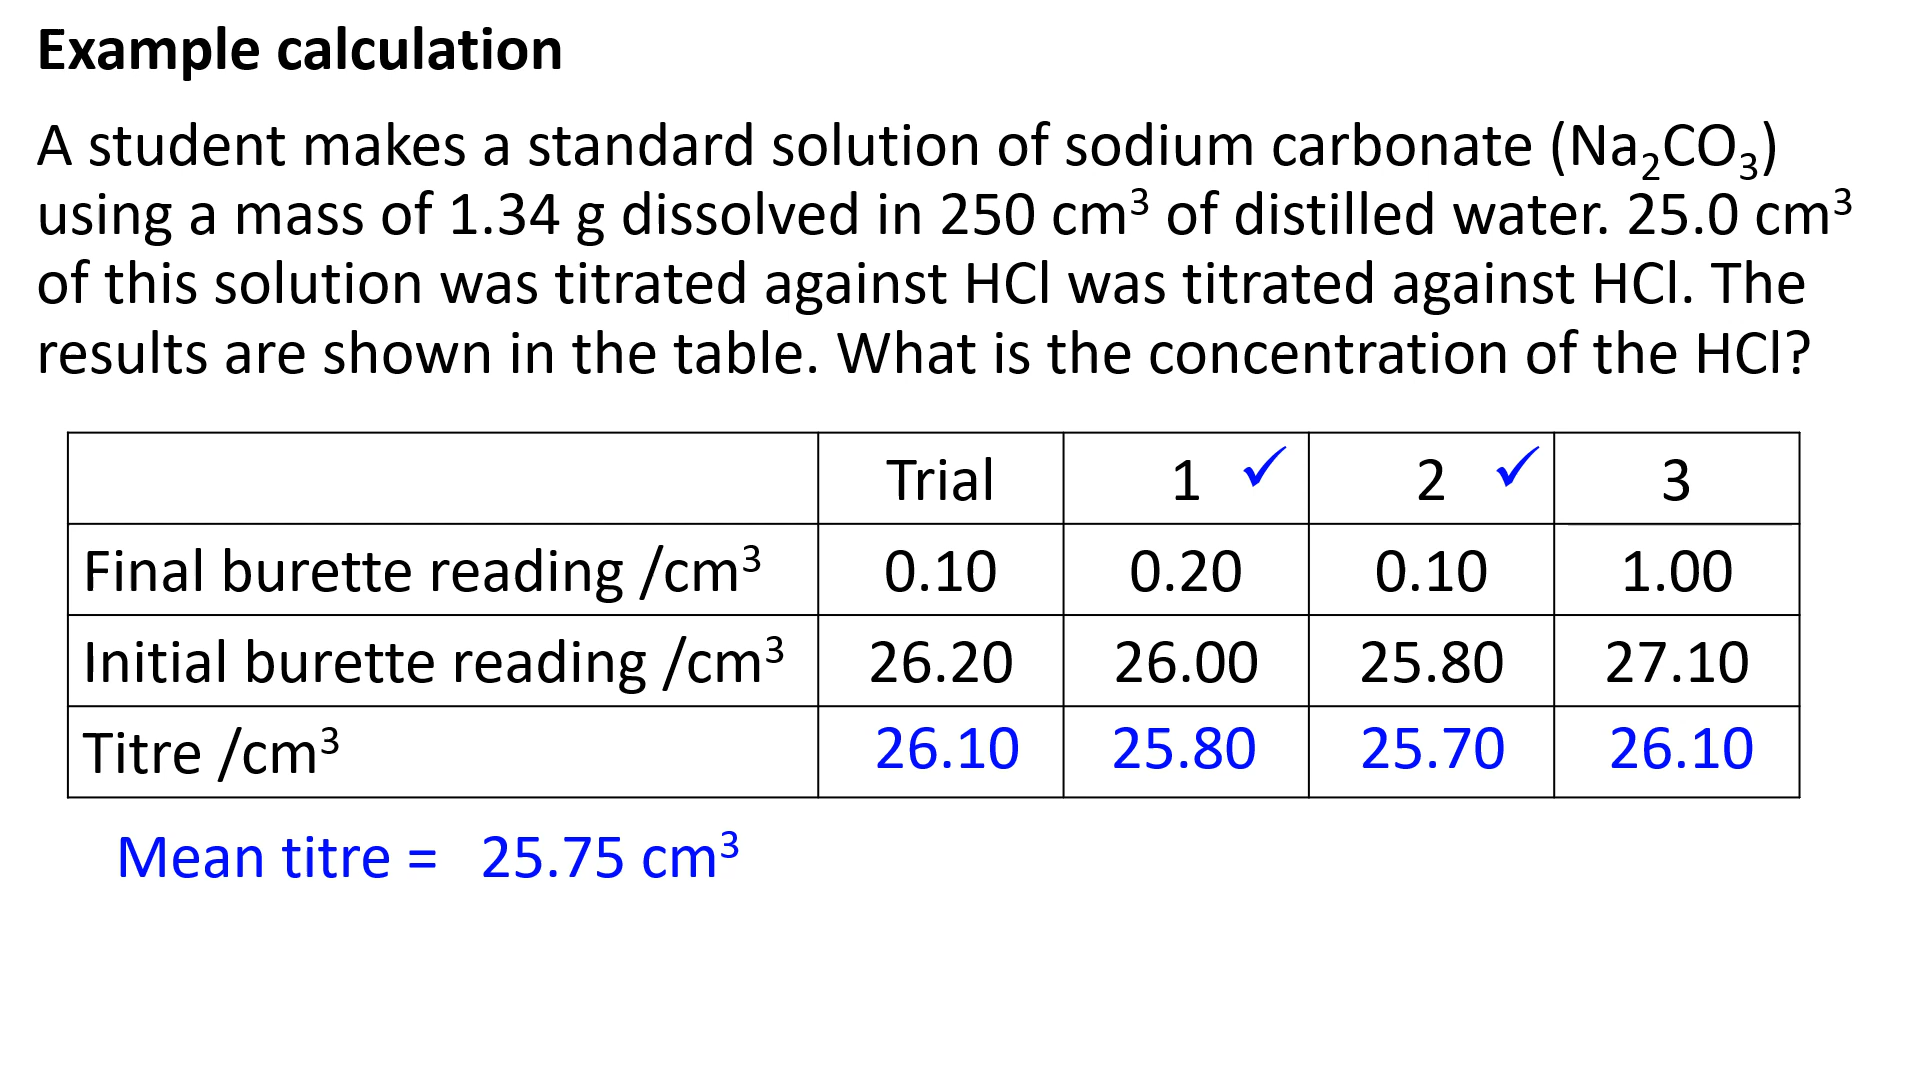 Example calculation
A student makes a standard solution of sodium carbonate (Na₂CO₃)
using a mass of 1.34 g dissolved in 250 cm³ of distilled water. 25.0 cm³
of this solution was titrated against HCl was titrated against HCl. The
results are shown in the table. What is the concentration of the HCl?
Trial 1 ✓ 2 ✓ 3
Final burette reading /cm³ 0.10 0.20 0.10 1.00
Initial burette reading /cm³ 26.20 26.00 25.80 27.10
Titre /cm³ 26.10 25.80 25.70 26.10
Mean titre = 25.75 cm³